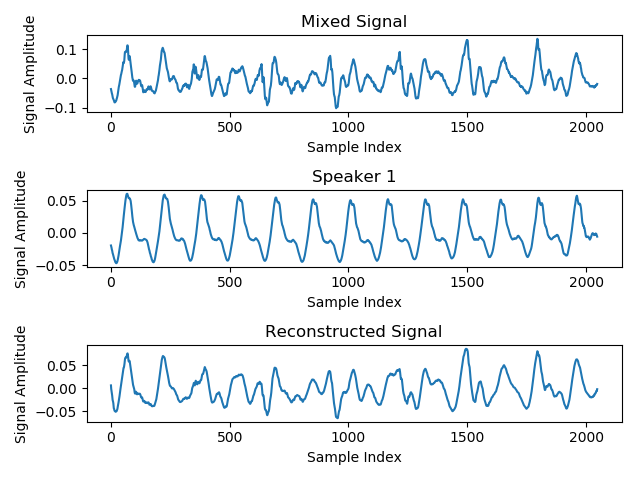 Mixed Signal
Signal Amplitude
0.1
0.0
−0.1
0 500 1000 1500 2000
Sample Index
Speaker 1
Signal Amplitude
0.05
0.00
−0.05
0 500 1000 1500 2000
Sample Index
Reconstructed Signal
Signal Amplitude
0.05
0.00
−0.05
0 500 1000 1500 2000
Sample Index